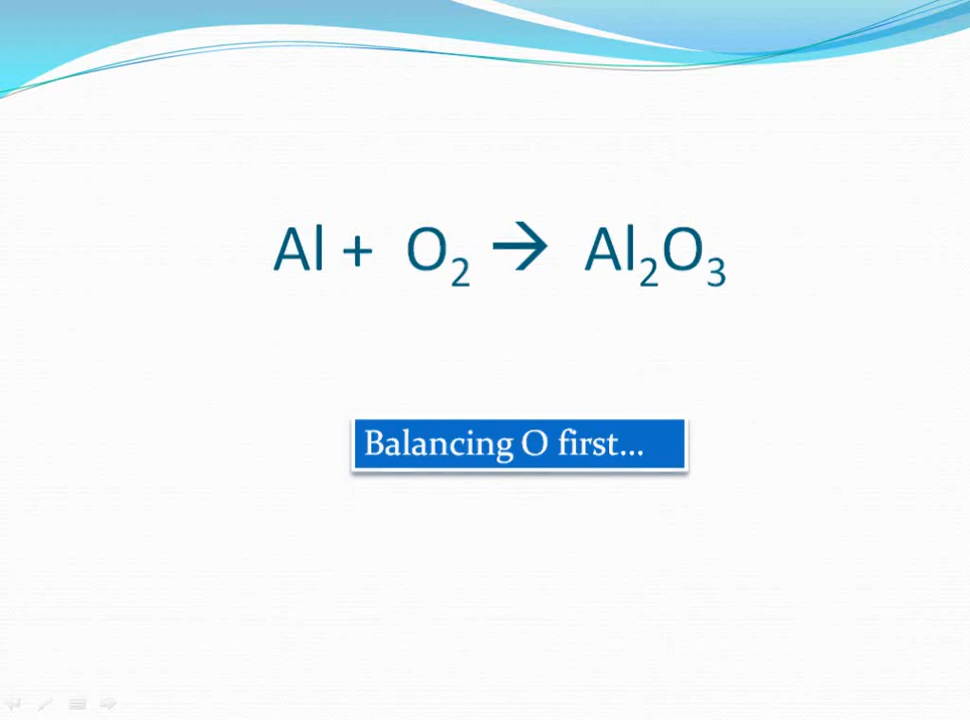 Al + O₂ → Al₂O₃
Balancing O first...